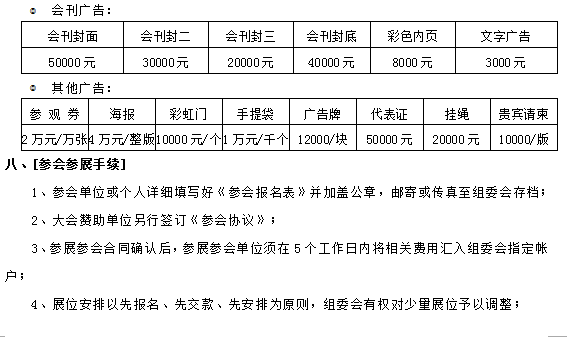 会刊广告：
会刊封面 会刊封二 会刊封三 会刊封底 彩色内页 文字广告
50000元 30000元 20000元 40000元 8000元 3000元
其他广告：
参 观 券 海报 彩虹门 手提袋 广告牌 代表证 挂绳 贵宾请柬
2万元/万张 4万元/整版 10000元/个 1万元/千个 12000/块 50000元 20000元 10000/版
八、[参会参展手续]
1、参会单位或个人详细填写好《参会报名表》并加盖公章，邮寄或传真至组委会存档；
2、大会赞助单位另行签订《参会协议》；
3、参展参会合同确认后，参展参会单位须在5个工作日内将相关费用汇入组委会指定帐
户；
4、展位安排以先报名、先交款、先安排为原则，组委会有权对少量展位予以调整；